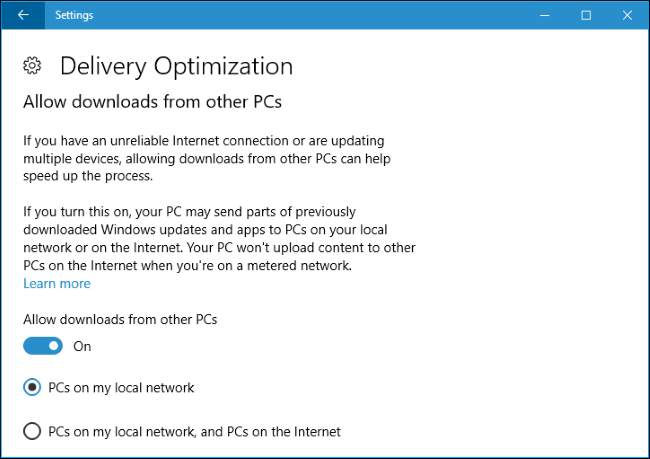 Settings
Delivery Optimization
Allow downloads from other PCs
If you have an unreliable Internet connection or are updating
multiple devices, allowing downloads from other PCs can help
speed up the process.
If you turn this on, your PC may send parts of previously
downloaded Windows updates and apps to PCs on your local
network or on the Internet. Your PC won't upload content to other
PCs on the Internet when you're on a metered network.
Learn more
Allow downloads from other PCs
On
PCs on my local network
PCs on my local network, and PCs on the Internet